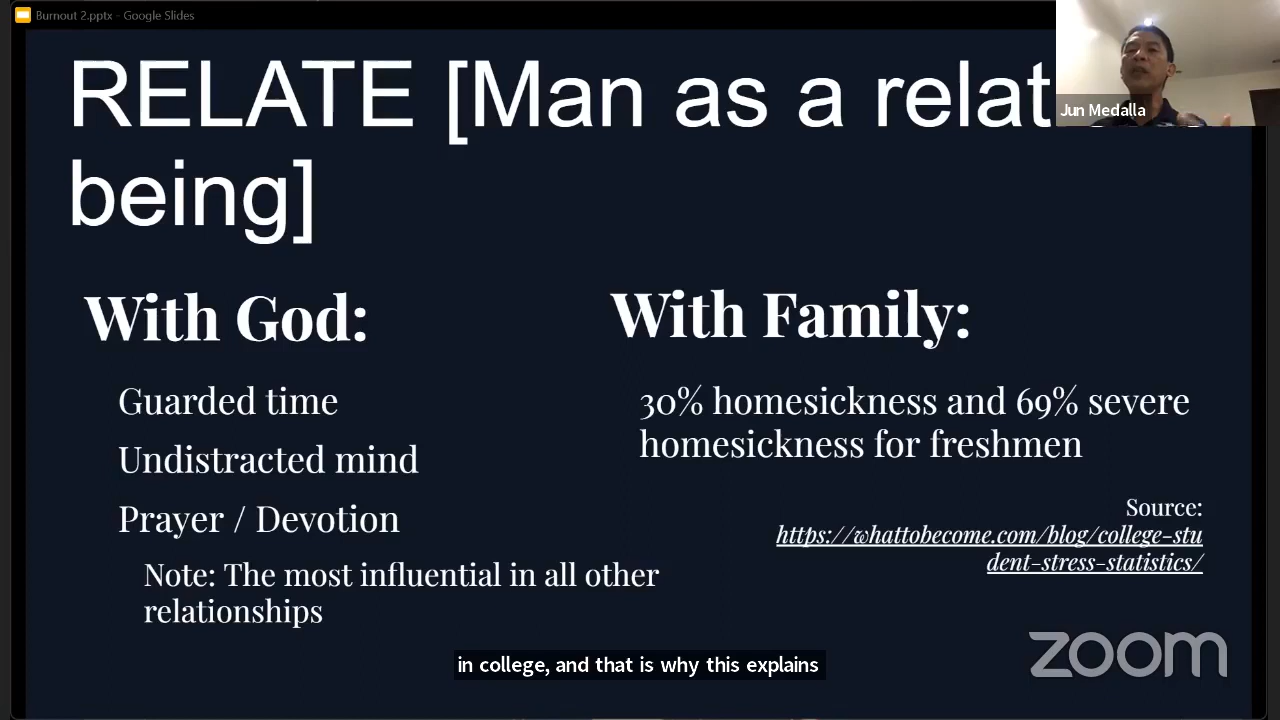 Burnout 2.pptx - Google Slides
RELATE [Man as a relat
being]
Jun Medalla
With God:
Guarded time
Undistracted mind
Prayer / Devotion
Note: The most influential in all other
relationships
With Family:
30% homesickness and 69% severe
homesickness for freshmen
Source:
https://whattobecome.com/blog/college-stu
dent-stress-statistics/
in college, and that is why this explains
zoom